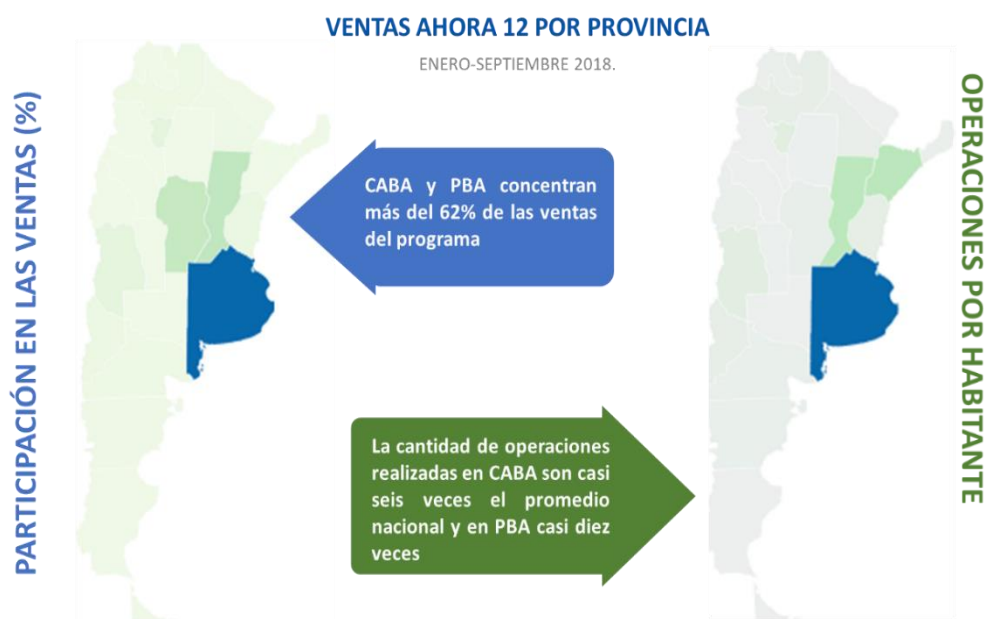 VENTAS AHORA 12 POR PROVINCIA
ENERO-SEPTIEMBRE 2018.
PARTICIPACIÓN EN LAS VENTAS (%)
CABA y PBA concentran
más del 62% de las ventas
del programa
OPERACIONES POR HABITANTE
La cantidad de operaciones
realizadas en CABA son casi
seis veces el promedio
nacional y en PBA casi diez
veces